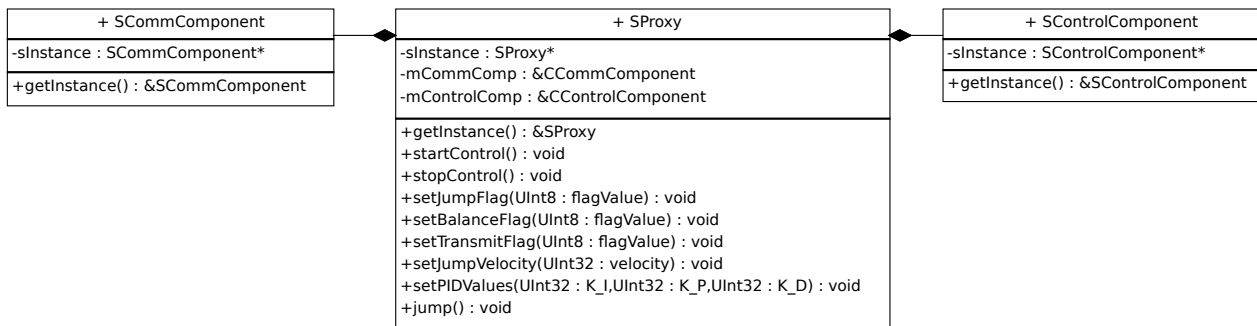 + SCommComponent
-sInstance : SCommComponent*
+getInstance() : &SCommComponent
+ SProxy
-sInstance : SProxy*
-mCommComp : &CCommComponent
-mControlComp : &CControlComponent
+getInstance() : &SProxy
+startControl() : void
+stopControl() : void
+setJumpFlag(UInt8 : flagValue) : void
+setBalanceFlag(UInt8 : flagValue) : void
+setTransmitFlag(UInt8 : flagValue) : void
+setJumpVelocity(UInt32 : velocity) : void
+setPIDValues(UInt32 : K_I,UInt32 : K_P,UInt32 : K_D) : void
+jump() : void
+ SControlComponent
-sInstance : SControlComponent*
+getInstance() : &SControlComponent